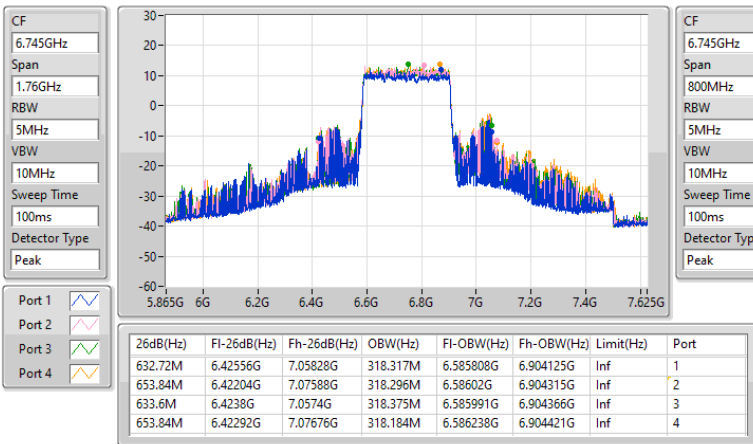 CF
6.745GHz
Span
1.76GHz
RBW
5MHz
VBW
10MHz
Sweep Time
100ms
Detector Type
Peak
Port 1
Port 2
Port 3
Port 4
30
20
10
0
-10
-20
-30
-40
-50
-60
5.865G 6G 6.2G 6.4G 6.6G 6.8G 7G 7.2G 7.4G 7.625G
CF
6.745GHz
Span
800MHz
RBW
5MHz
VBW
10MHz
Sweep Time
100ms
Detector Typ
Peak
26dB(Hz) Fl-26dB(Hz) Fh-26dB(Hz) OBW(Hz) Fl-OBW(Hz) Fh-OBW(Hz) Limit(Hz) Port
632.72M 6.42556G 7.05828G 318.317M 6.585808G 6.904125G Inf 1
653.84M 6.42204G 7.07588G 318.296M 6.58602G 6.904315G Inf 2
633.6M 6.4238G 7.0574G 318.375M 6.585991G 6.904366G Inf 3
653.84M 6.42292G 7.07676G 318.184M 6.586238G 6.904421G Inf 4